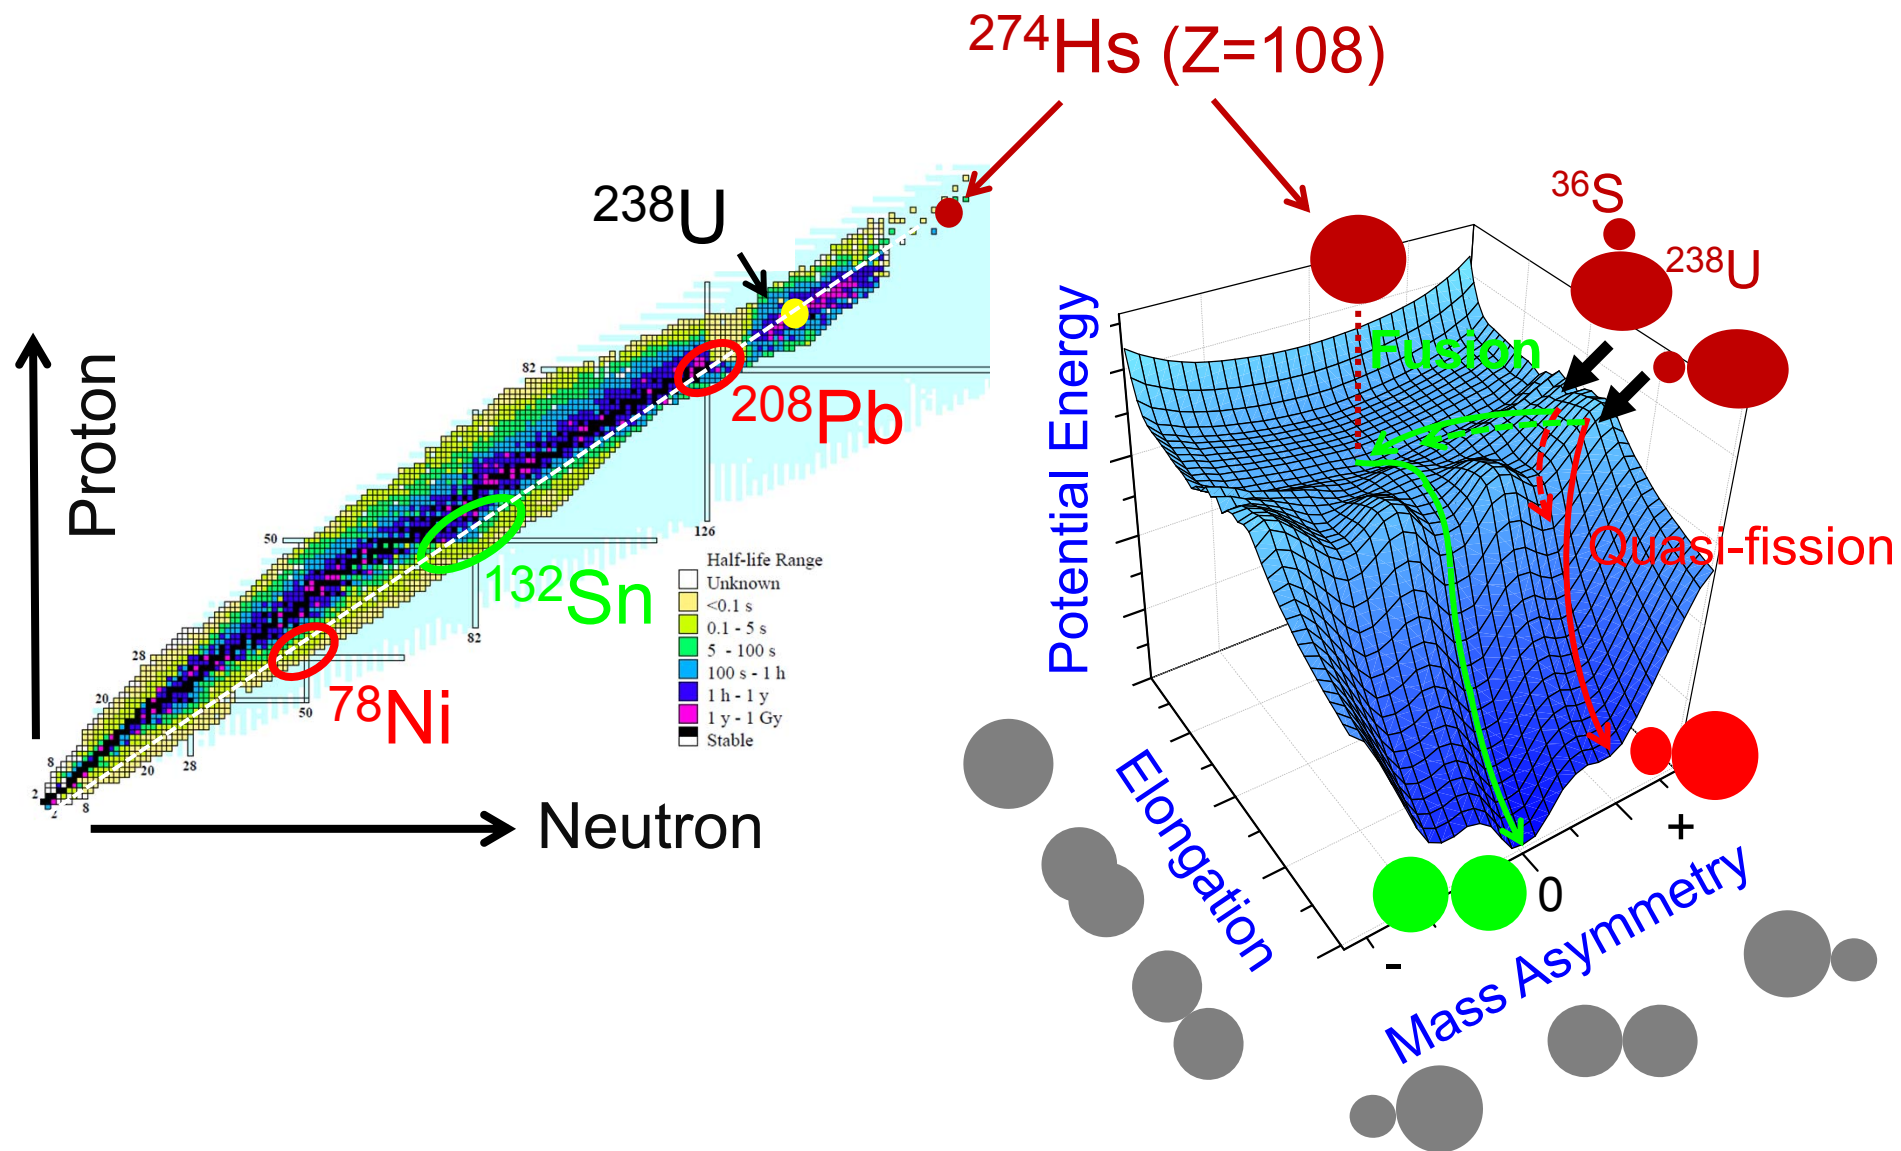 274Hs (Z=108)
238U
36S
238U
Fusion
Potential Energy
Proton
82
208Pb
50
126
132Sn
Quasi-fission
Half-life Range
Unknown
<0.1 s
0.1 - 5 s
5 - 100 s
100 s - 1 h
1 h - 1 y
1 y - 1 Gy
Stable
82
28
78Ni
20
50
8
20
28
2
8
2
Neutron
Elongation
+
0
-
Mass Asymmetry